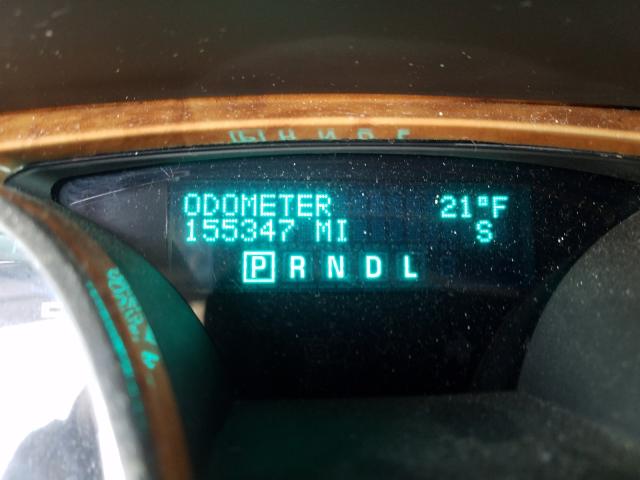 ODOMETER 21°F
155347 MI S
P R N D L